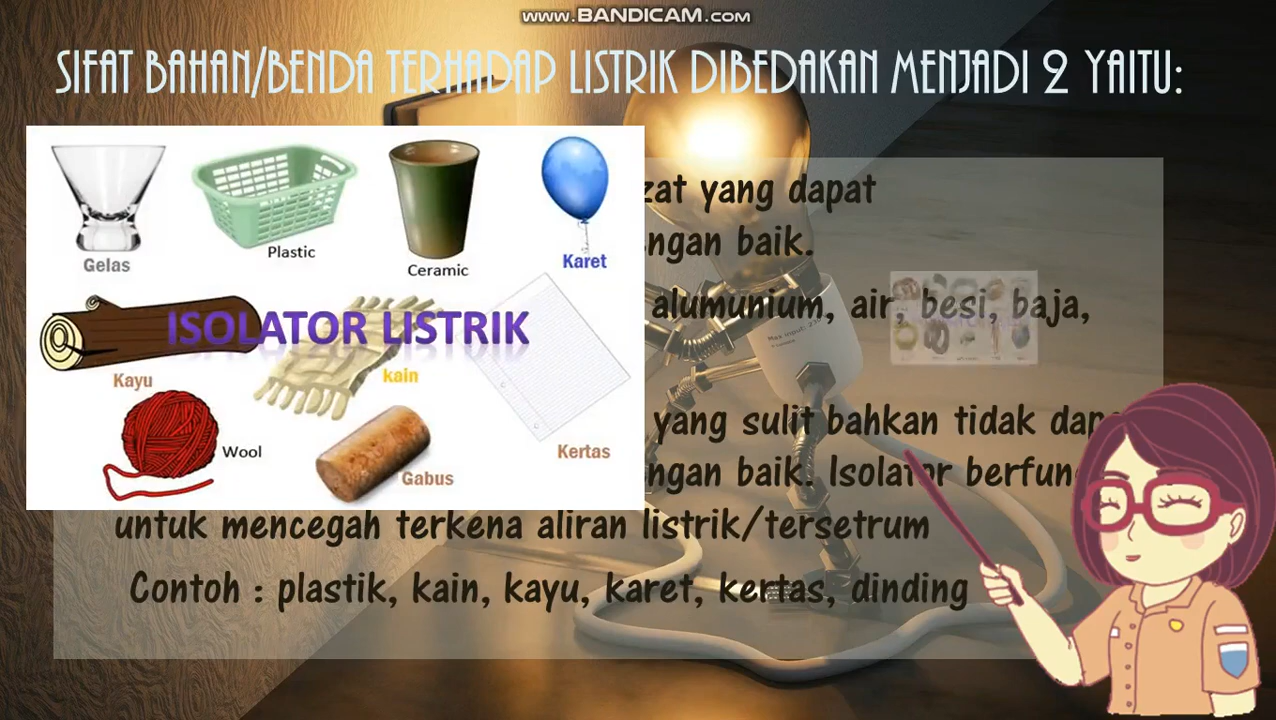 www.BANDICAM.com
SIFAT BAHAN/BENDA TERHADAP LISTRIK DIBEDAKAN MENJADI 2 YAITU:
Gelas
Plastic
Ceramic
Karet
ISOLATOR LISTRIK
Kayu
kain
Wool
Gabus
Kertas
zat yang dapat
ngan baik.
alumunium, air, besi, baja,
yang sulit bahkan tidak dap
ngan baik. Isolator berfun
untuk mencegah terkena aliran listrik/tersetrum
Contoh : plastik, kain, kayu, karet, kertas, dinding